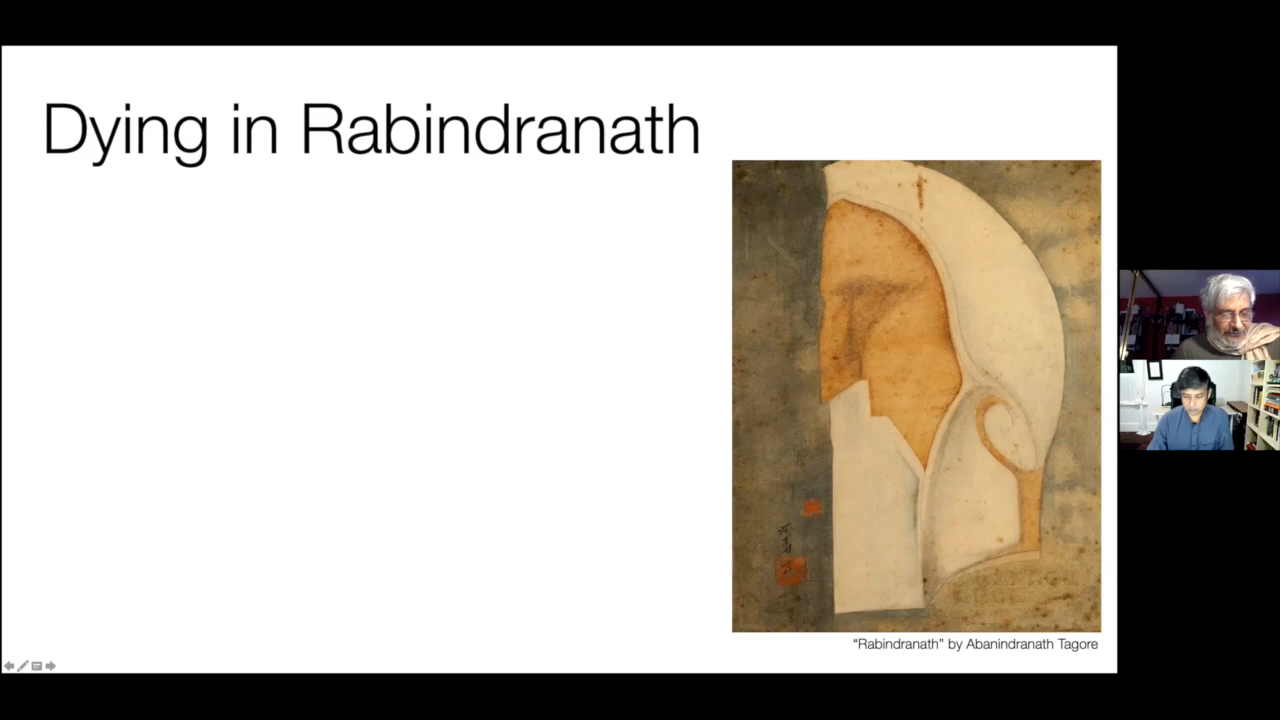 Dying in Rabindranath
“Rabindranath” by Abanindranath Tagore